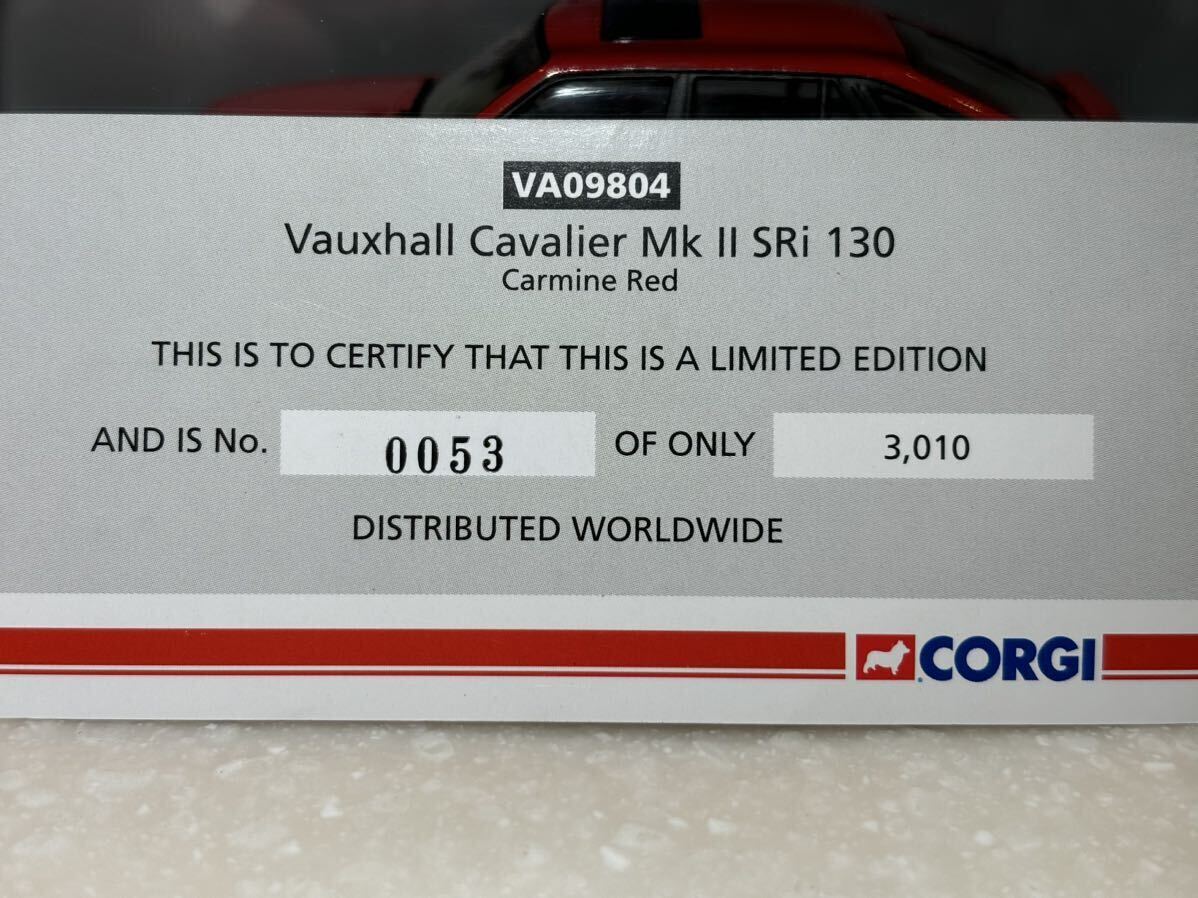 VA09804
Vauxhall Cavalier Mk II SRi 130
Carmine Red
THIS IS TO CERTIFY THAT THIS IS A LIMITED EDITION
AND IS No. 0053 OF ONLY 3,010
DISTRIBUTED WORLDWIDE
CORGI